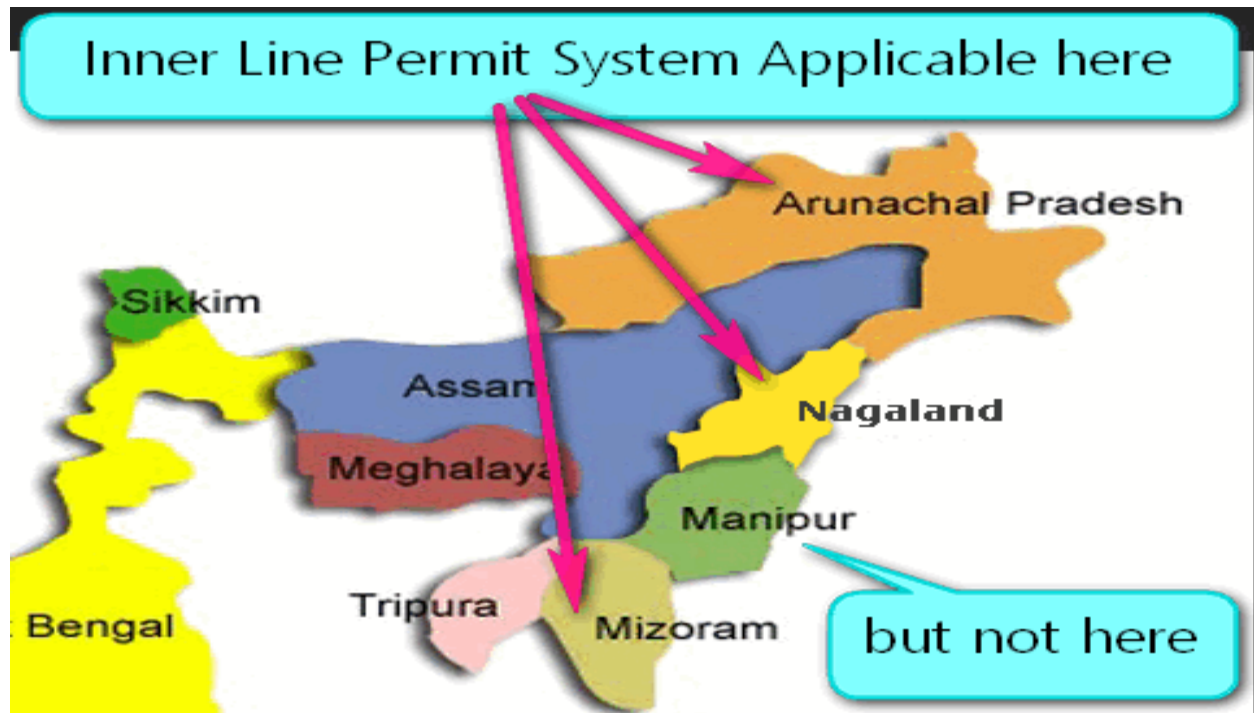 Inner Line Permit System Applicable here
Arunachal Pradesh
Sikkim
Assam
Nagaland
Meghalaya
Manipur
Tripura
Mizoram
Bengal
but not here